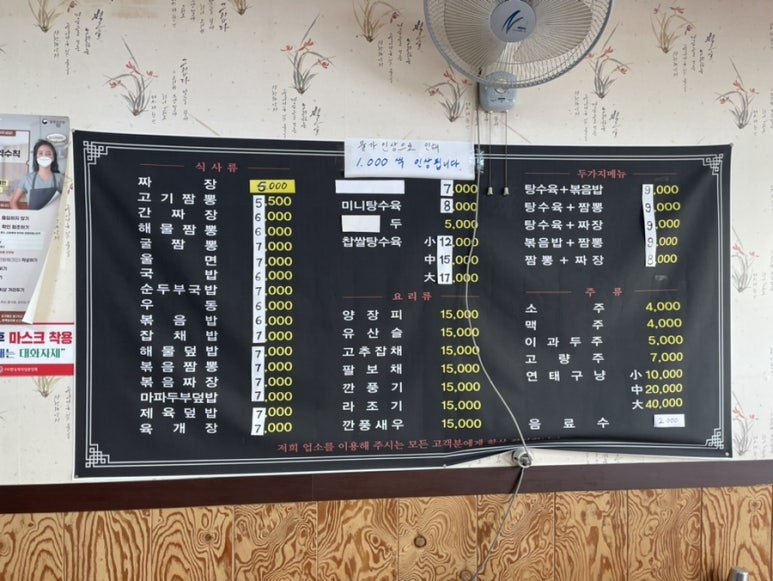 물가 인상으로 인해
1.000 씩 인상됩니다.
식사류
짜장 5.000
고기짬뽕 5,500
간짜장 6,000
해물짬뽕 6,000
굴짬뽕 7,000
울면 7,000
국밥 7,000
순두부국밥 7,000
우동 6,000
볶음밥 6,000
잡채밥 7,000
해물덮밥 7,000
볶음짬뽕 7,000
볶음짜장 7,000
마파두부덮밥 7,000
제육덮밥 7,000
육개장 7,000
7,000
미니탕수육 8,000
두 5,000
찹쌀탕수육 小 12,000
中 15,000
大 17,000
요리류
양장피 15,000
유산슬 15,000
고추잡채 15,000
팔보채 15,000
깐풍기 15,000
라조기 15,000
깐풍새우 15,000
두가지메뉴
탕수육+볶음밥 9,000
탕수육+짬뽕 9,000
탕수육+짜장 9,000
볶음밥+짬뽕 9,000
짬뽕+짜장 8,000
주류
소주 4,000
맥주 4,000
이과두주 5,000
고량주 7,000
연태구냥 小 10,000
中 20,000
大 40,000
음료수 2.000
저희 업소를 이용해 주시는 모든 고객분에게
마스크 착용
대화자제"